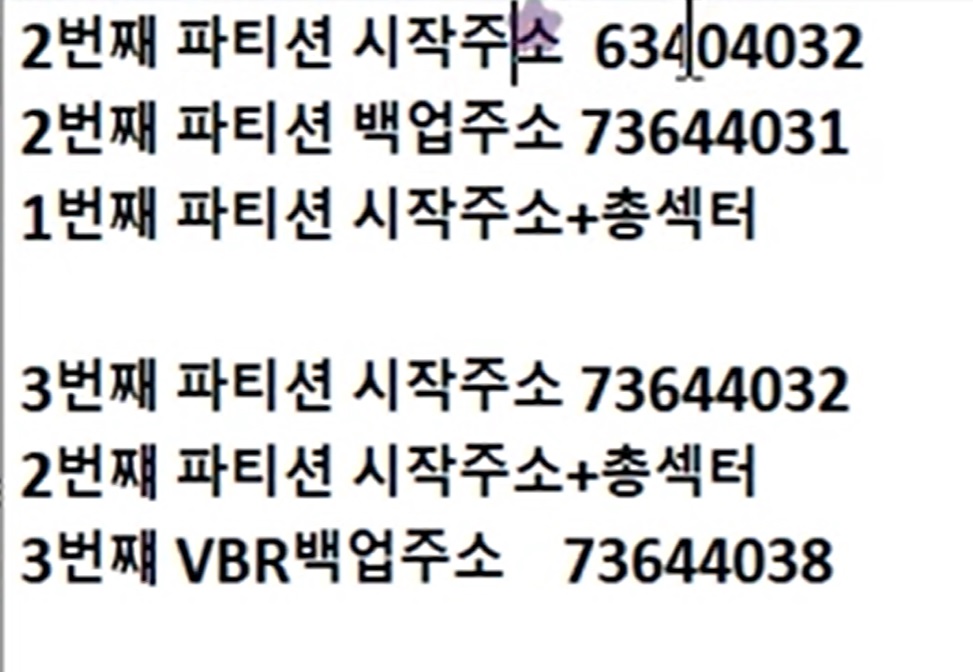 2번째 파티션 시작주소 63404032
2번째 파티션 백업주소 73644031
1번째 파티션 시작주소+총섹터
3번째 파티션 시작주소 73644032
2번쨰 파티션 시작주소+총섹터
3번쨰 VBR백업주소 73644038